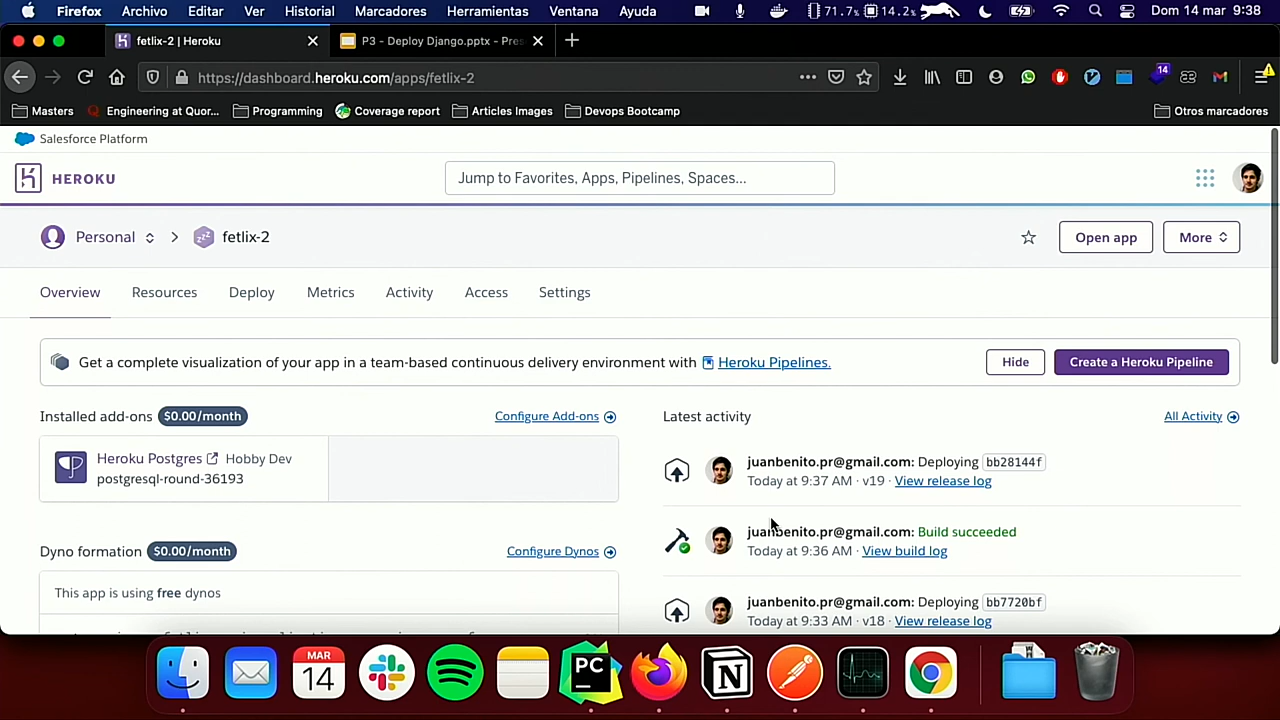 Firefox Archivo Editar Ver Historial Marcadores Herramientas Ventana Ayuda 71.7% 14.2% Dom 14 mar 9:38
fetlix-2 | Heroku P3 - Deploy Django.pptx - Pres
https://dashboard.heroku.com/apps/fetlix-2 14
Masters Engineering at Quor... Programming Coverage report Articles Images Devops Bootcamp Otros marcadores
Salesforce Platform
HEROKU Jump to Favorites, Apps, Pipelines, Spaces...
Personal > fetlix-2 Open app More
Overview Resources Deploy Metrics Activity Access Settings
Get a complete visualization of your app in a team-based continuous delivery environment with Heroku Pipelines. Hide Create a Heroku Pipeline
Installed add-ons $0.00/month Configure Add-ons
Heroku Postgres Hobby Dev
postgresql-round-36193
Dyno formation $0.00/month Configure Dynos
This app is using free dynos
Latest activity All Activity
juanbenito.pr@gmail.com: Deploying bb28144f
Today at 9:37 AM · v19 · View release log
juanbenito.pr@gmail.com: Build succeeded
Today at 9:36 AM · View build log
juanbenito.pr@gmail.com: Deploying bb7720bf
Today at 9:33 AM · v18 · View release log
MAR
14
PC